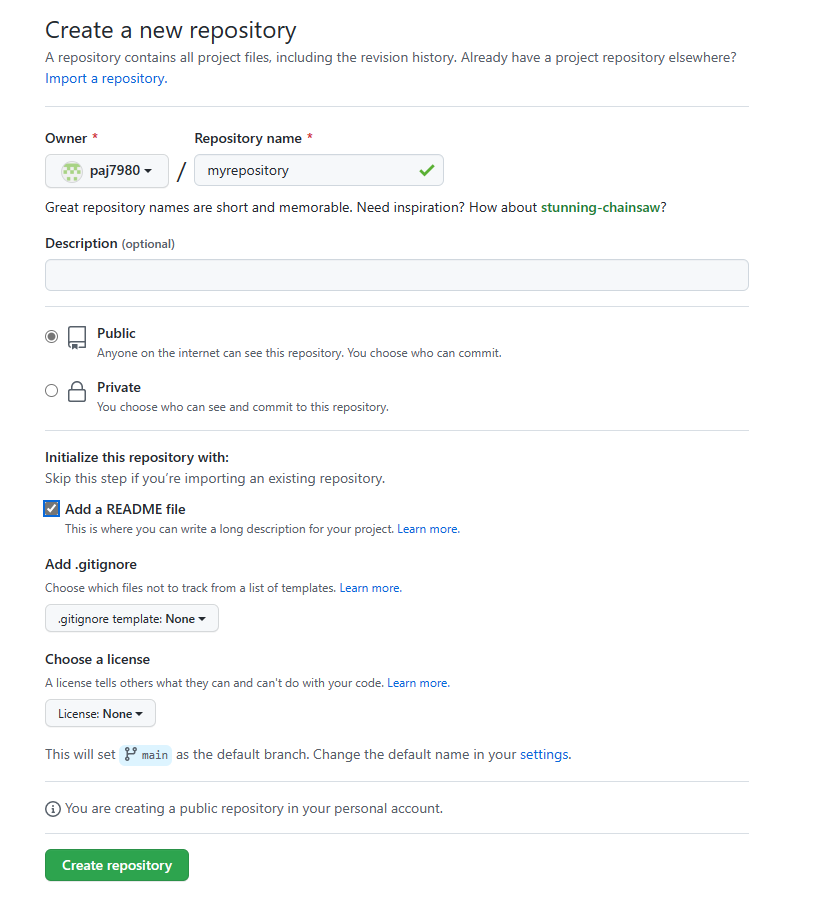 Create a new repository
A repository contains all project files, including the revision history. Already have a project repository elsewhere?
Import a repository.
Owner * Repository name *
paj7980 / myrepository
Great repository names are short and memorable. Need inspiration? How about stunning-chainsaw?
Description (optional)
Public
Anyone on the internet can see this repository. You choose who can commit.
Private
You choose who can see and commit to this repository.
Initialize this repository with:
Skip this step if you’re importing an existing repository.
Add a README file
This is where you can write a long description for your project. Learn more.
Add .gitignore
Choose which files not to track from a list of templates. Learn more.
.gitignore template: None
Choose a license
A license tells others what they can and can't do with your code. Learn more.
License: None
This will set main as the default branch. Change the default name in your settings.
You are creating a public repository in your personal account.
Create repository